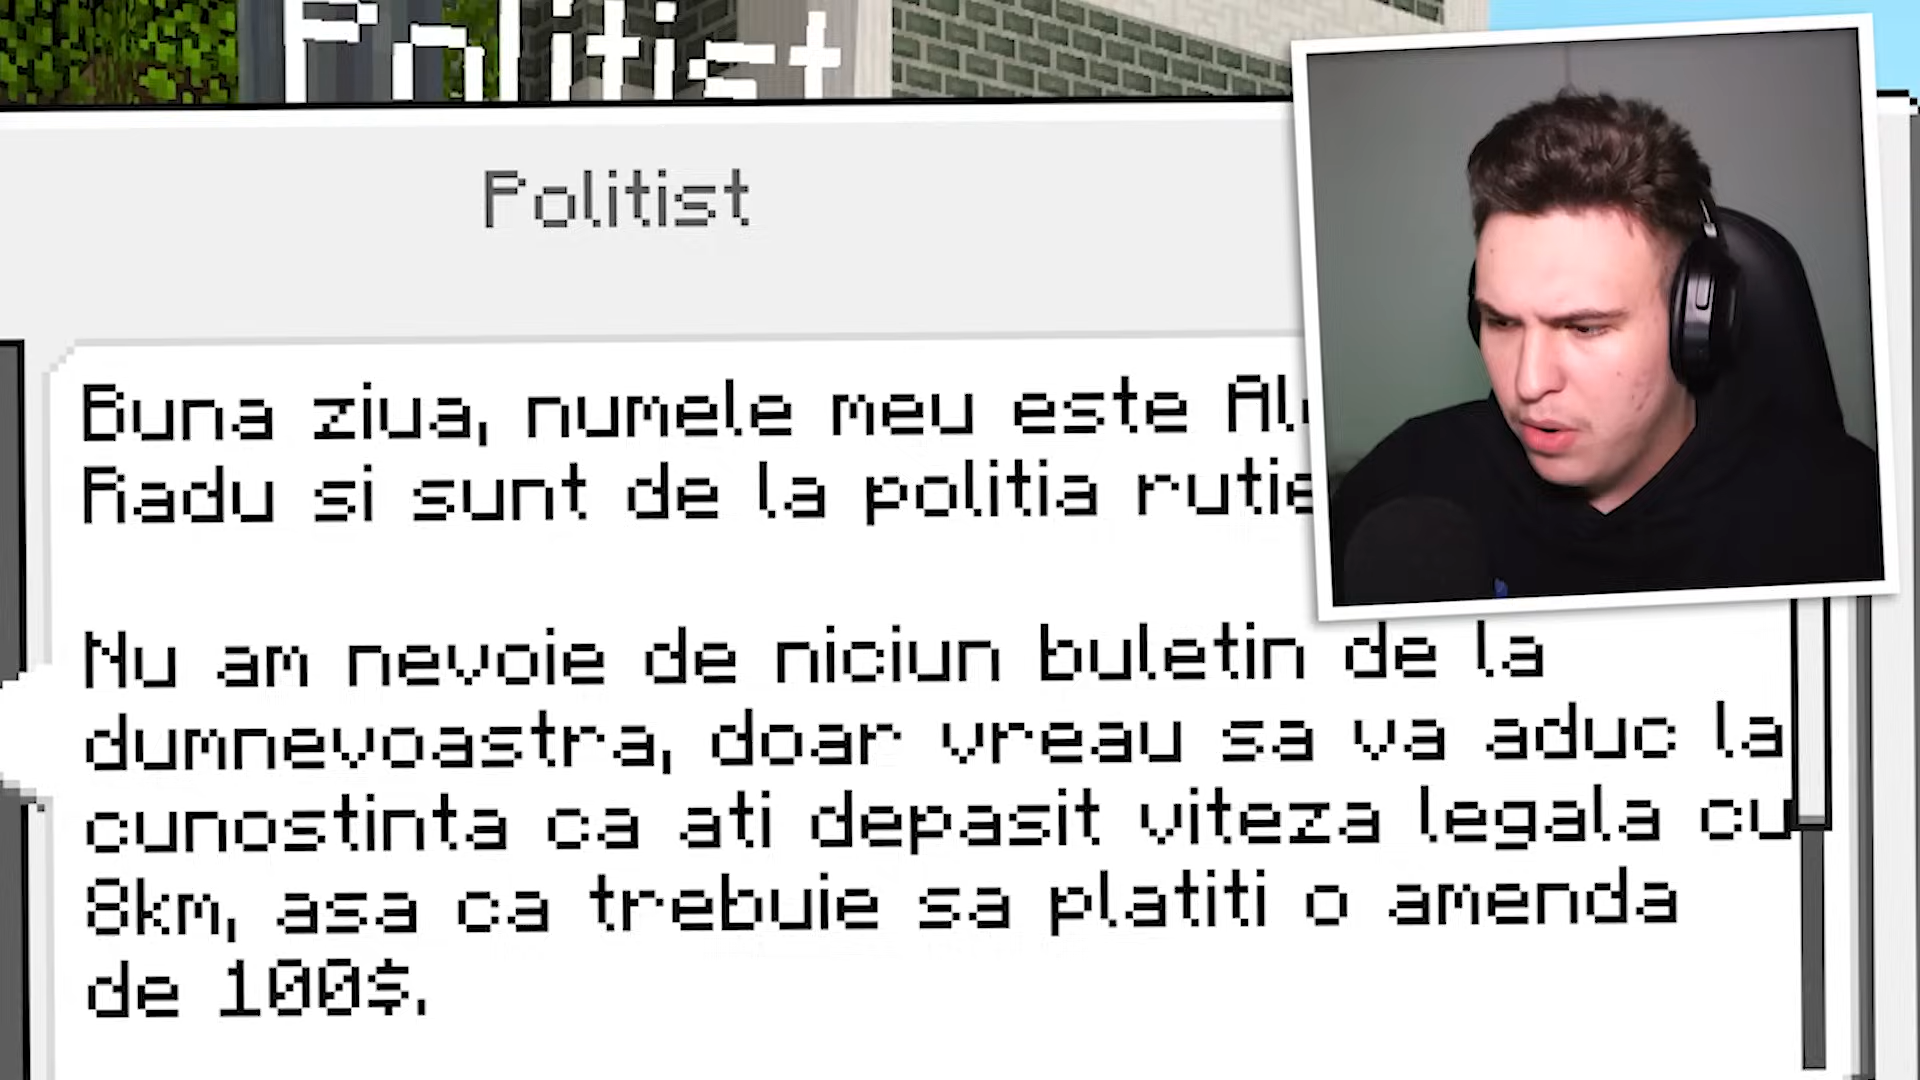 Politist
Politist
Buna ziua, numele meu este
Radu si sunt de la politia
Nu am nevoie de niciun buletin de la
dumnevoastra, doar vreau sa va aduc la
cunostinta ca ati depasit viteza legala cu
8km, asa ca trebuie sa platiti o amenda
de 100$.